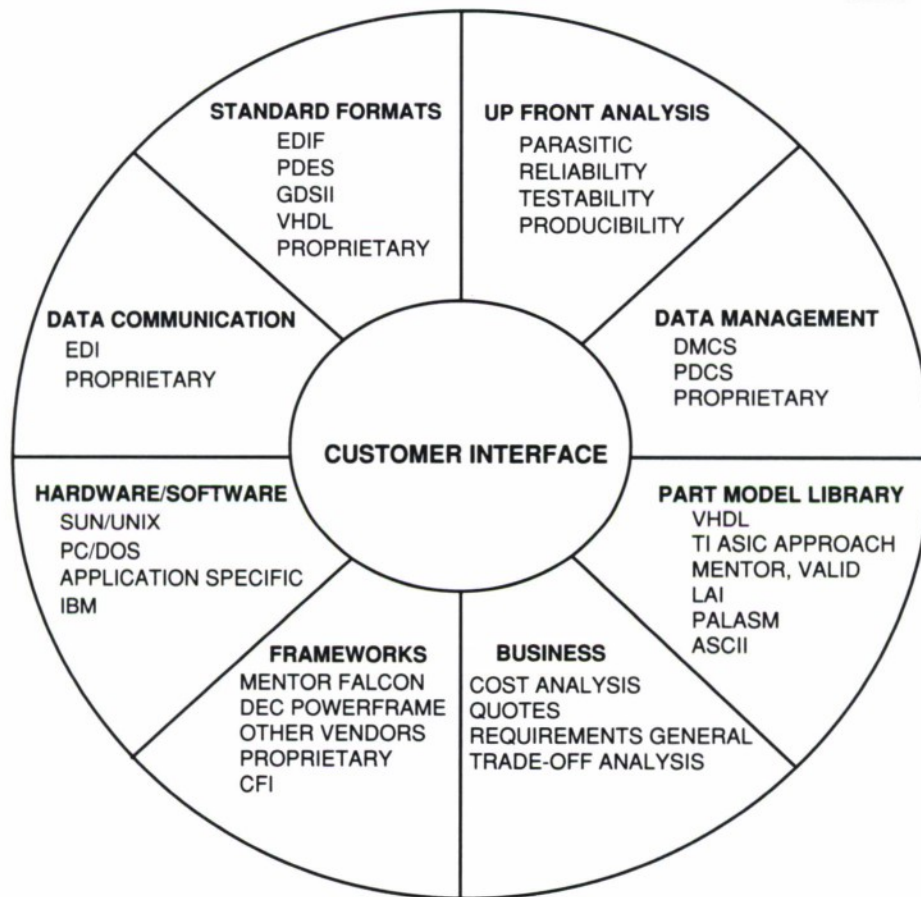 STANDARD FORMATS
EDIF
PDES
GDSII
VHDL
PROPRIETARY
UP FRONT ANALYSIS
PARASITIC
RELIABILITY
TESTABILITY
PRODUCIBILITY
DATA COMMUNICATION
EDI
PROPRIETARY
DATA MANAGEMENT
DMCS
PDCS
PROPRIETARY
CUSTOMER INTERFACE
HARDWARE/SOFTWARE
SUN/UNIX
PC/DOS
APPLICATION SPECIFIC
IBM
PART MODEL LIBRARY
VHDL
TI ASIC APPROACH
MENTOR, VALID
LAI
PALASM
ASCII
FRAMEWORKS
MENTOR FALCON
DEC POWERFRAME
OTHER VENDORS
PROPRIETARY
CFI
BUSINESS
COST ANALYSIS
QUOTES
REQUIREMENTS GENERAL
TRADE-OFF ANALYSIS